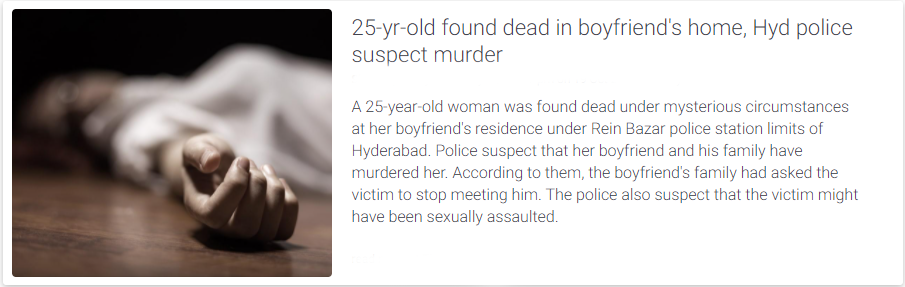 25-yr-old found dead in boyfriend's home, Hyd police
suspect murder
A 25-year-old woman was found dead under mysterious circumstances
at her boyfriend's residence under Rein Bazar police station limits of
Hyderabad. Police suspect that her boyfriend and his family have
murdered her. According to them, the boyfriend's family had asked the
victim to stop meeting him. The police also suspect that the victim might
have been sexually assaulted.